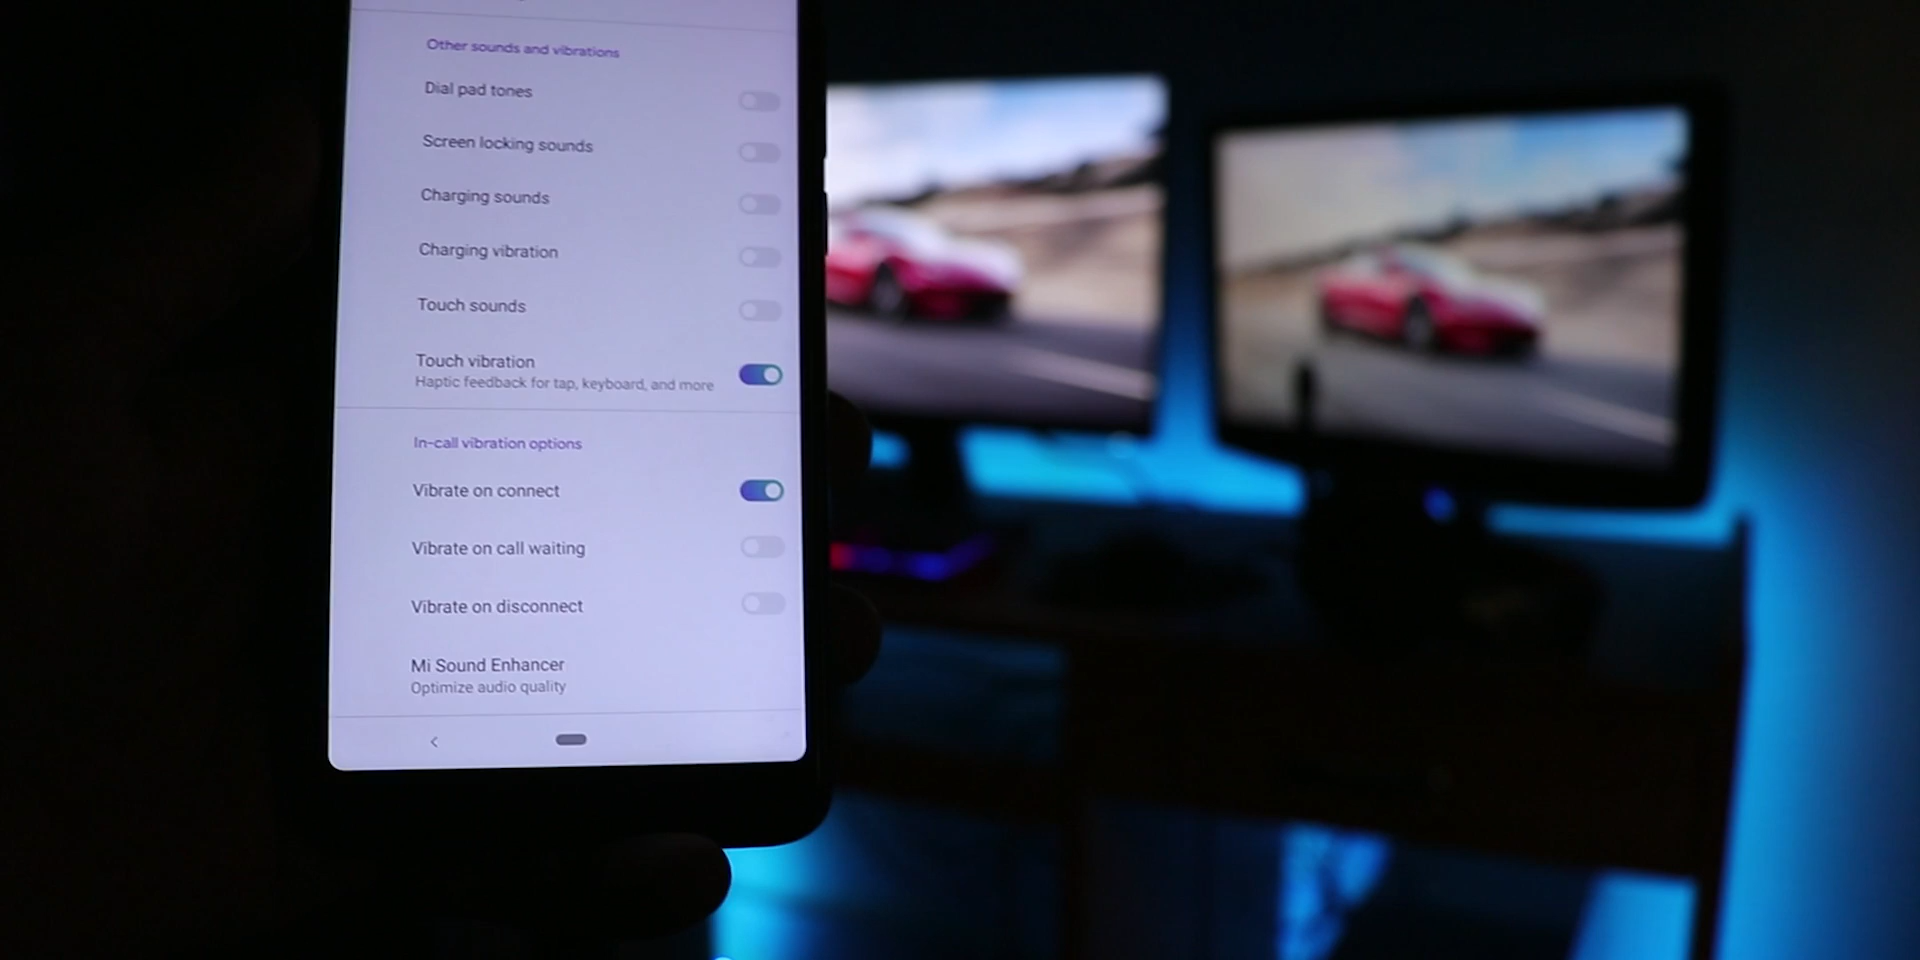 Other sounds and vibrations
Dial pad tones
Screen locking sounds
Charging sounds
Charging vibration
Touch sounds
Touch vibration
Haptic feedback for tap, keyboard, and more
In-call vibration options
Vibrate on connect
Vibrate on call waiting
Vibrate on disconnect
Mi Sound Enhancer
Optimize audio quality